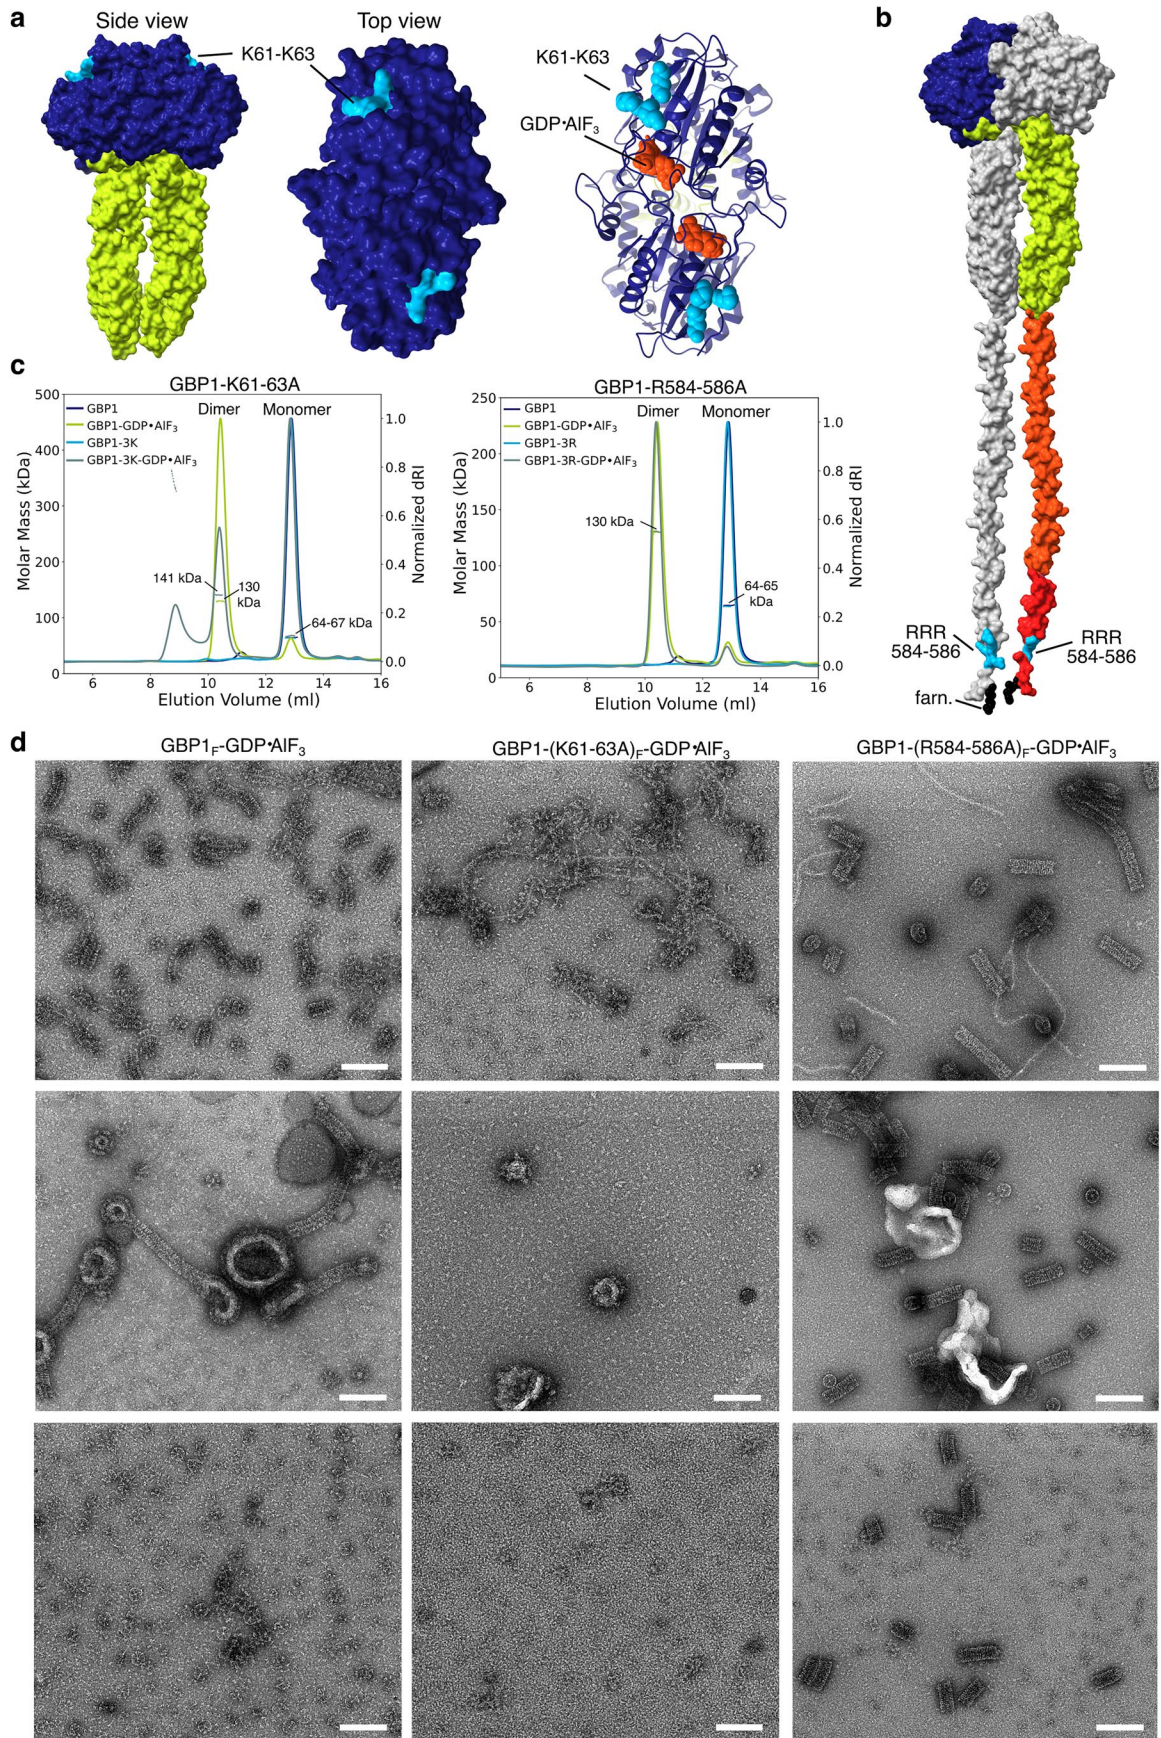 a
Side view
Top view
K61-K63
K61-K63
GDP•AlF3
b
RRR
584-586
RRR
584-586
farn.
c
GBP1-K61-63A
500
400
300
200
100
0
Molar Mass (kDa)
GBP1
GBP1-GDP•AlF3
GBP1-3K
GBP1-3K-GDP•AlF3
Dimer
Monomer
141 kDa
130
kDa
64-67 kDa
1.0
0.8
0.6
0.4
0.2
0.0
Normalized dRI
6 8 10 12 14 16
Elution Volume (ml)
GBP1-R584-586A
250
200
150
100
50
0
Molar Mass (kDa)
GBP1
GBP1-GDP•AlF3
GBP1-3R
GBP1-3R-GDP•AlF3
Dimer
Monomer
130 kDa
64-65
kDa
1.0
0.8
0.6
0.4
0.2
0.0
Normalized dRI
6 8 10 12 14 16
Elution Volume (ml)
d
GBP1F-GDP•AlF3
GBP1-(K61-63A)F-GDP•AlF3
GBP1-(R584-586A)F-GDP•AlF3